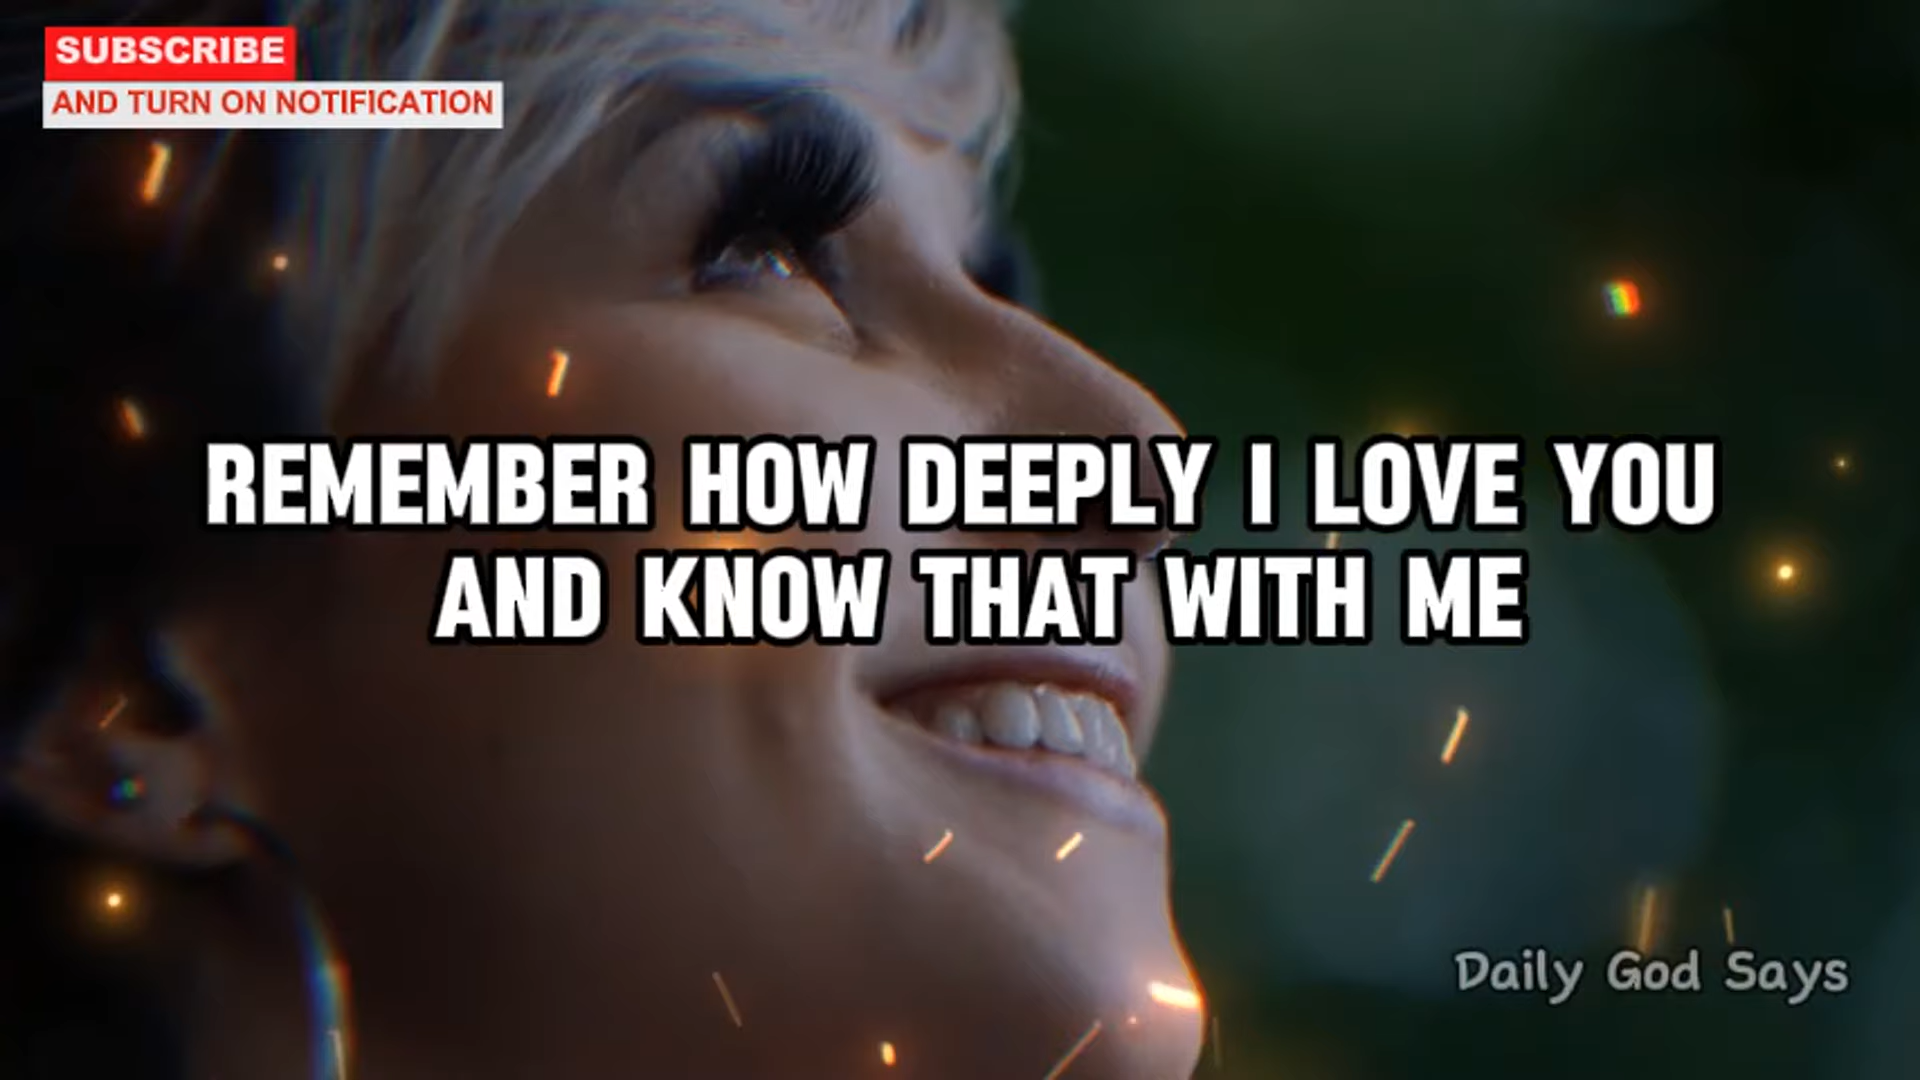 SUBSCRIBE
AND TURN ON NOTIFICATION
REMEMBER HOW DEEPLY I LOVE YOU
AND KNOW THAT WITH ME
Daily God Says